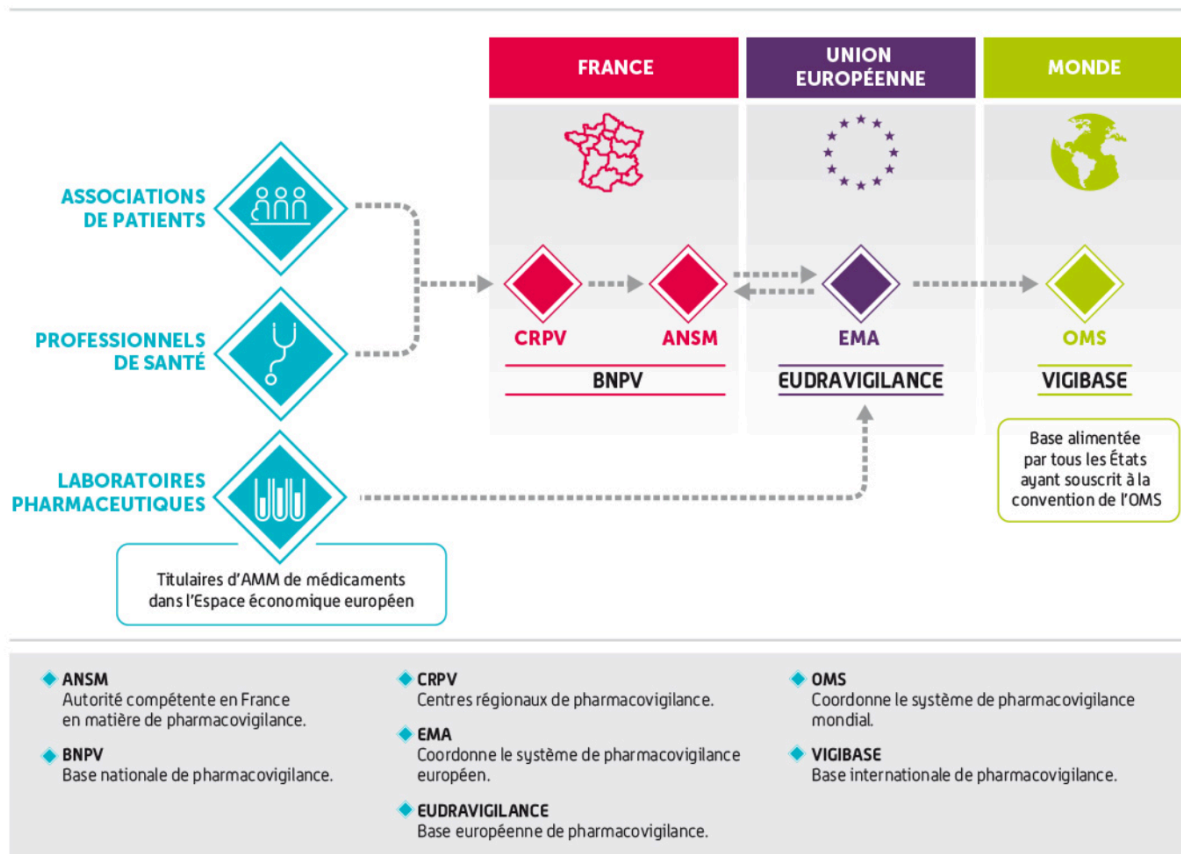 FRANCE
UNION
EUROPÉENNE
MONDE
ASSOCIATIONS
DE PATIENTS
PROFESSIONNELS
DE SANTÉ
LABORATOIRES
PHARMACEUTIQUES
Titulaires d'AMM de médicaments
dans l'Espace économique européen
CRPV
ANSM
BNPV
EMA
EUDRAVIGILANCE
OMS
VIGIBASE
Base alimentée
par tous les États
ayant souscrit à la
convention de l'OMS
ANSM
Autorité compétente en France
en matière de pharmacovigilance.
BNPV
Base nationale de pharmacovigilance.
CRPV
Centres régionaux de pharmacovigilance.
EMA
Coordonne le système de pharmacovigilance
européen.
EUDRAVIGILANCE
Base européenne de pharmacovigilance.
OMS
Coordonne le système de pharmacovigilance
mondial.
VIGIBASE
Base internationale de pharmacovigilance.